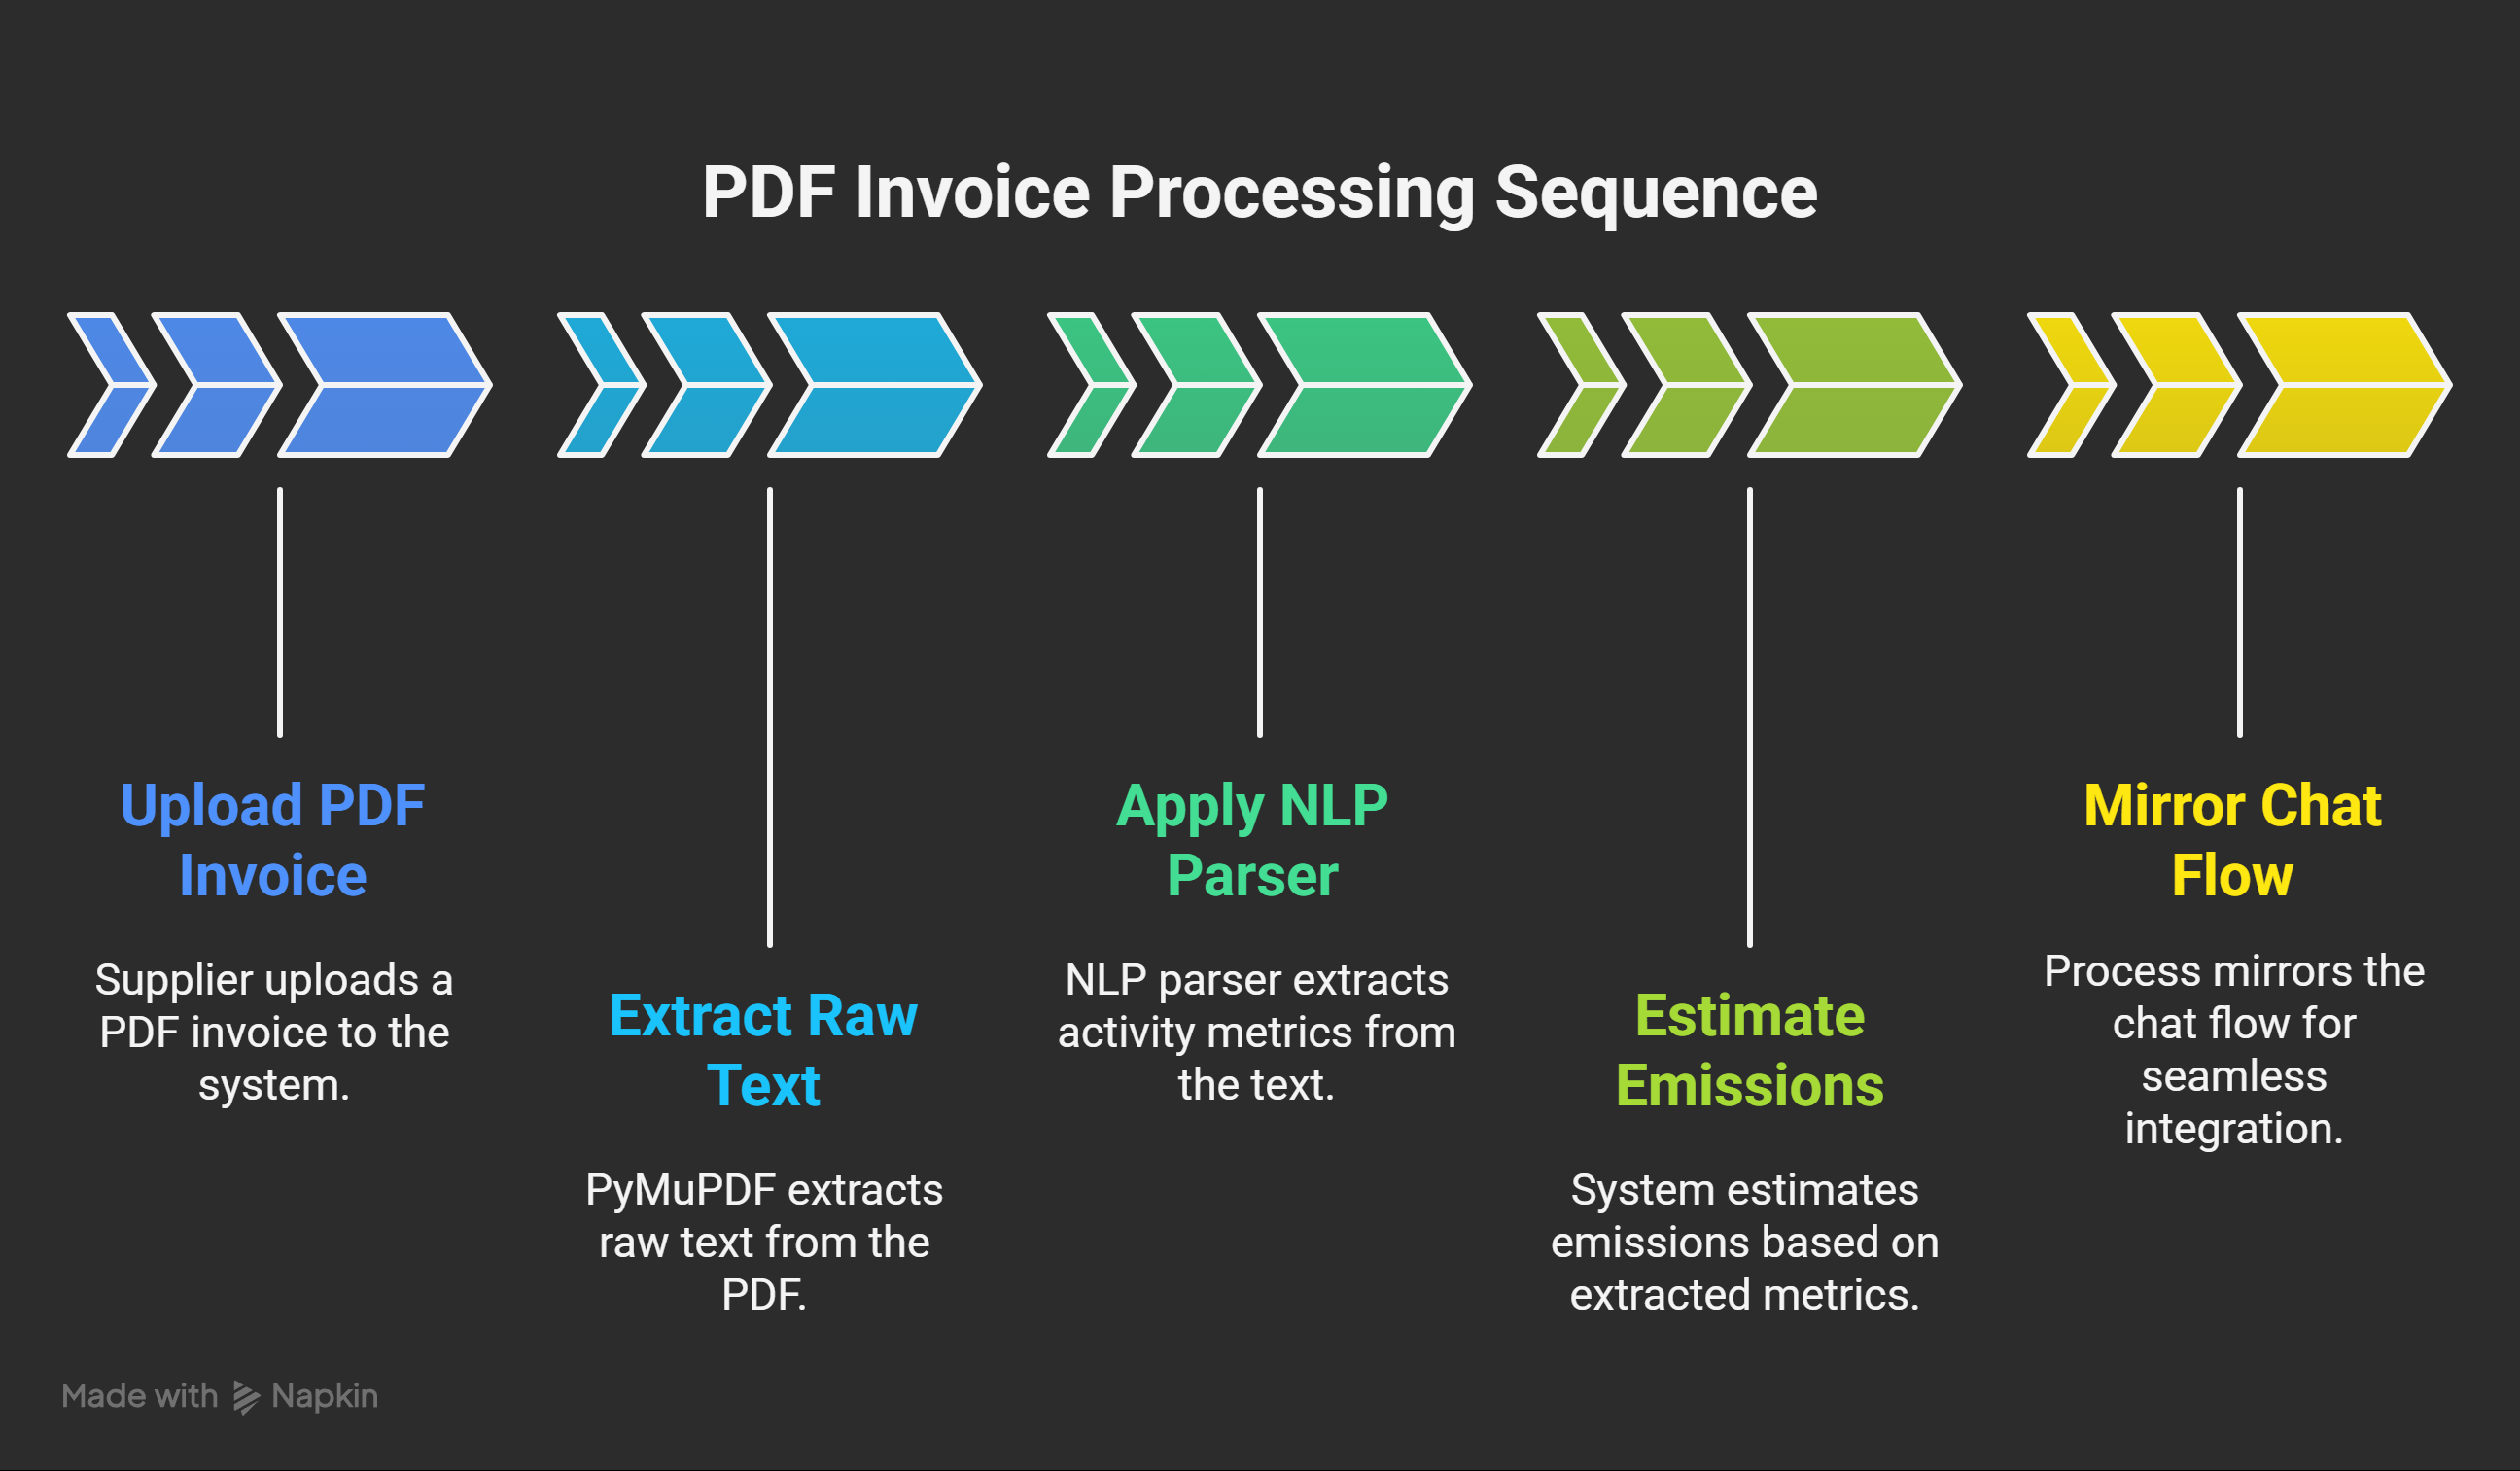 PDF Invoice Processing Sequence
Upload PDF
Invoice
Supplier uploads a
PDF invoice to the
system.
Extract Raw
Text
PyMuPDF extracts
raw text from the
PDF.
Apply NLP
Parser
NLP parser extracts
activity metrics from
the text.
Estimate
Emissions
System estimates
emissions based on
extracted metrics.
Mirror Chat
Flow
Process mirrors the
chat flow for
seamless
integration.
Made with Napkin